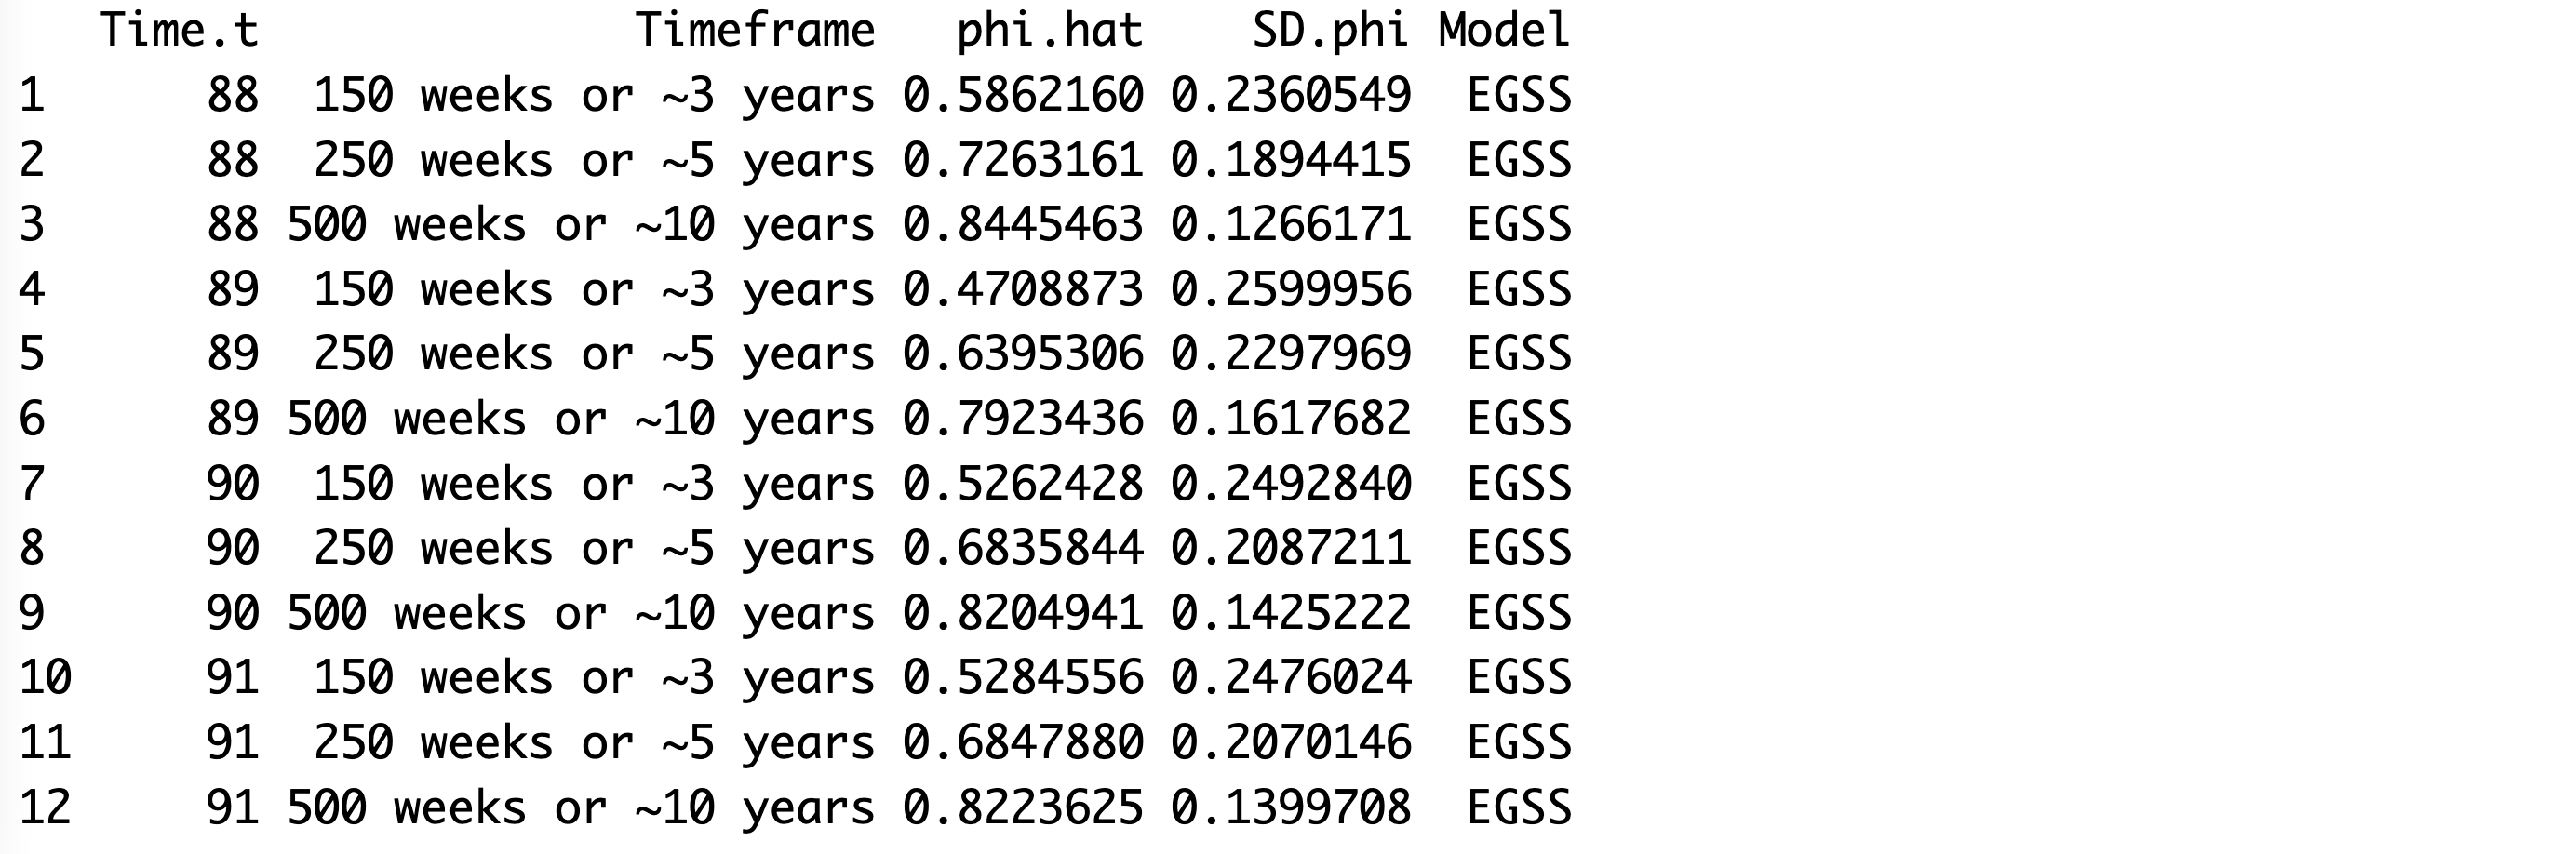 Time.t Timeframe phi.hat SD.phi Model
1 88 150 weeks or ~3 years 0.5862160 0.2360549 EGSS
2 88 250 weeks or ~5 years 0.7263161 0.1894415 EGSS
3 88 500 weeks or ~10 years 0.8445463 0.1266171 EGSS
4 89 150 weeks or ~3 years 0.4708873 0.2599956 EGSS
5 89 250 weeks or ~5 years 0.6395306 0.2297969 EGSS
6 89 500 weeks or ~10 years 0.7923436 0.1617682 EGSS
7 90 150 weeks or ~3 years 0.5262428 0.2492840 EGSS
8 90 250 weeks or ~5 years 0.6835844 0.2087211 EGSS
9 90 500 weeks or ~10 years 0.8204941 0.1425222 EGSS
10 91 150 weeks or ~3 years 0.5284556 0.2476024 EGSS
11 91 250 weeks or ~5 years 0.6847880 0.2070146 EGSS
12 91 500 weeks or ~10 years 0.8223625 0.1399708 EGSS